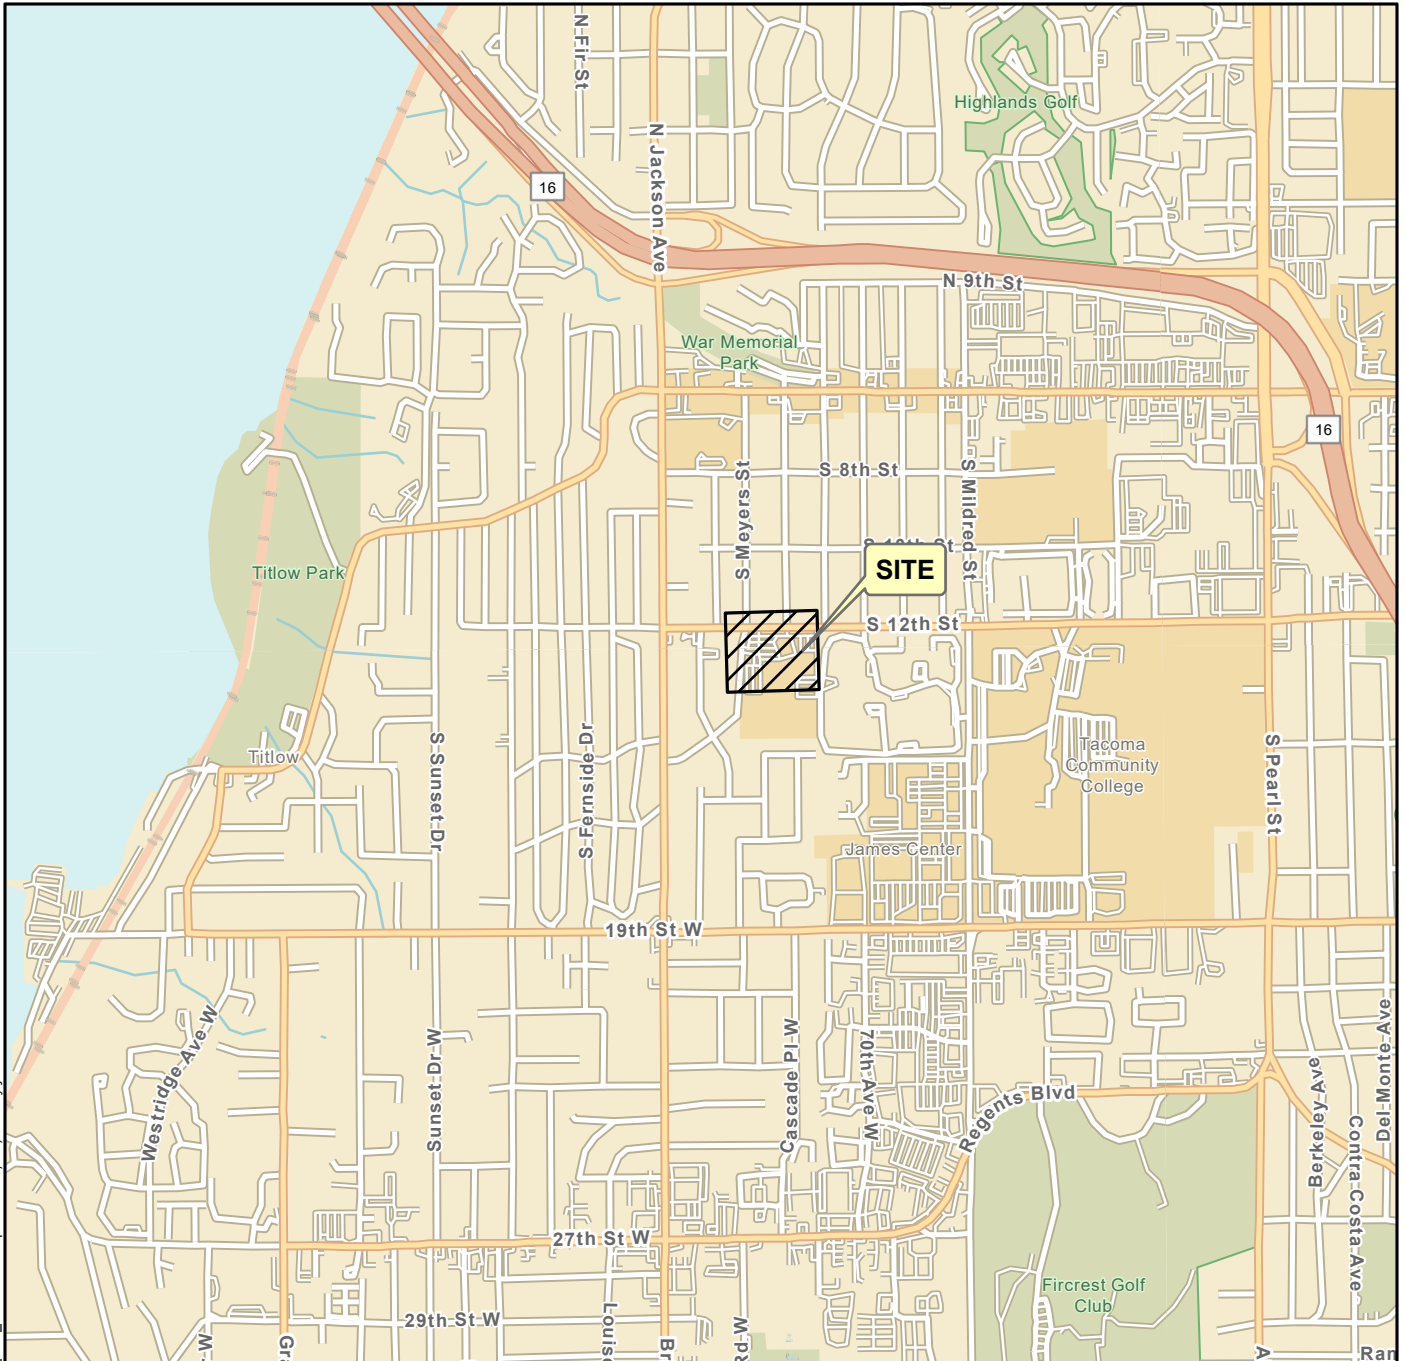 N Fir St
Highlands Golf
N Jackson Ave
16
N 9th St
War Memorial
Park
16
S 8th St
S Meyers St
S Mildred St
S 10th St
SITE
Titlow Park
S 12th St
Titlow
S Sunset Dr
S Fernside Dr
Tacoma
Community
College
S Pearl St
James Center
19th St W
Westridge Ave W
Sunset Dr W
Cascade Pl W
70th Ave W
Regents Blvd
Berkeley Ave
Contra Costa Ave
Del Monte Ave
27th St W
Fircrest Golf
Club
29th St W